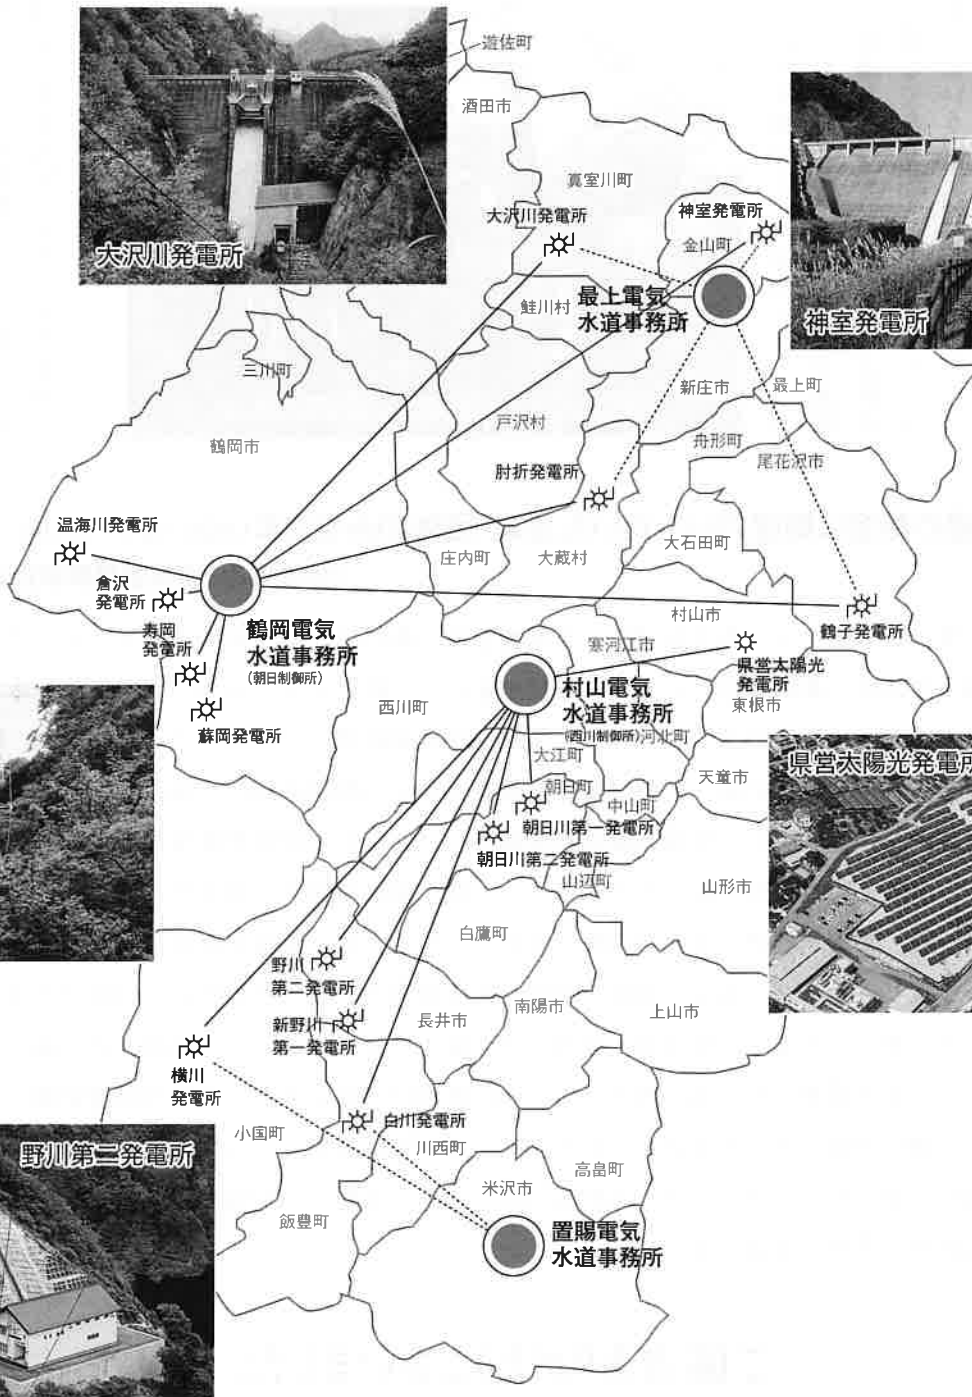 遊佐町
酒田市
真室川町
大沢川発電所
神室発電所
金山町
大沢川発電所
最上電気
水道事務所
鮭川村
神室発電所
三川町
新庄市
最上町
戸沢村
鶴岡市
舟形町
尾花沢市
肘折発電所
温海川発電所
大石田町
庄内町
大蔵村
倉沢
発電所
村山市
鶴子発電所
寿岡
発電所
鶴岡電気
水道事務所
(朝日制御所)
寒河江市
県営太陽光
発電所
東根市
西川町
村山電気
水道事務所
(西川制御所)
河北町
蘇岡発電所
大江町
県営太陽光発電所
天童市
朝日町
中山町
朝日川第一発電所
朝日川第二発電所
山辺町
山形市
白鷹町
野川
第二発電所
南陽市
上山市
長井市
新野川
第一発電所
横川
発電所
白川発電所
小国町
川西町
野川第二発電所
高畠町
米沢市
飯豊町
置賜電気
水道事務所